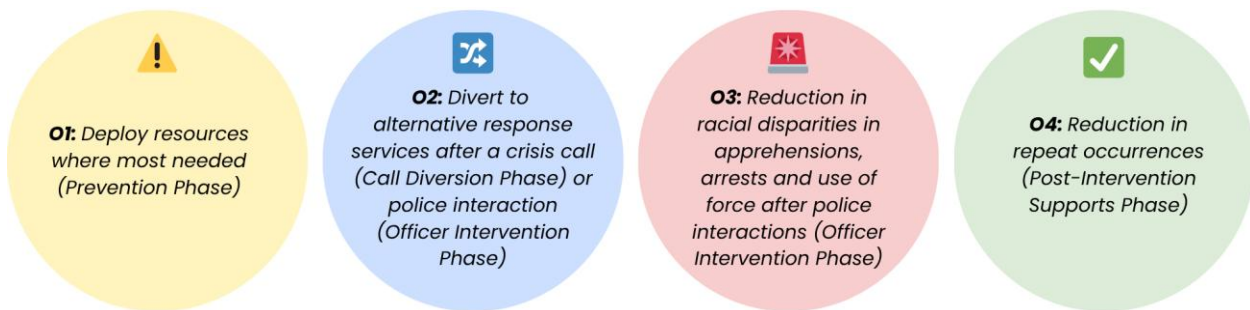 O1: Deploy resources
where most needed
(Prevention Phase)
O2: Divert to
alternative response
services after a crisis call
(Call Diversion Phase) or
police interaction
(Officer Intervention
Phase)
O3: Reduction in
racial disparities in
apprehensions,
arrests and use of
force after police
interactions (Officer
Intervention Phase)
O4: Reduction in
repeat occurrences
(Post-Intervention
Supports Phase)